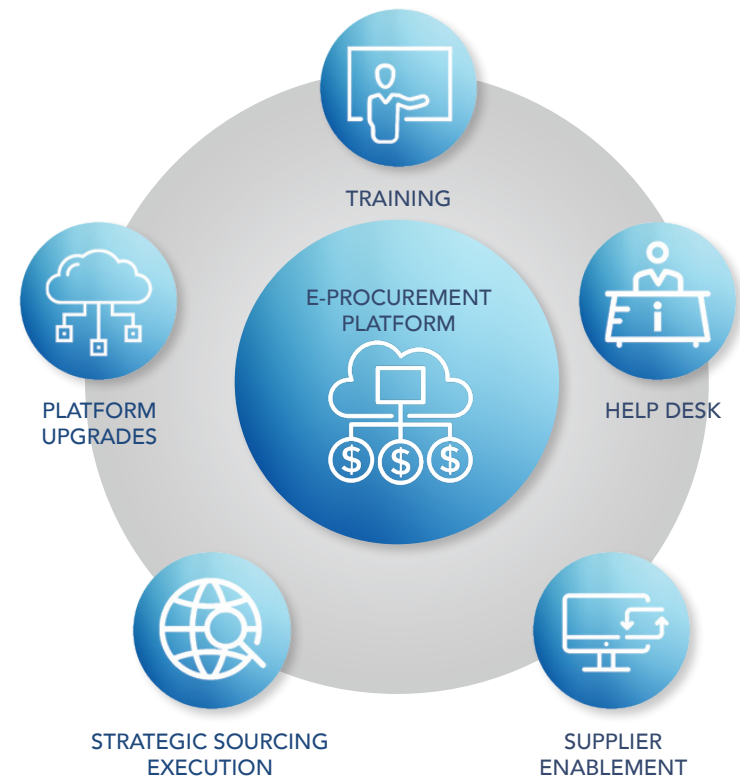 TRAINING
E-PROCUREMENT
PLATFORM
$ $ $
i
HELP DESK
PLATFORM
UPGRADES
STRATEGIC SOURCING
EXECUTION
SUPPLIER
ENABLEMENT